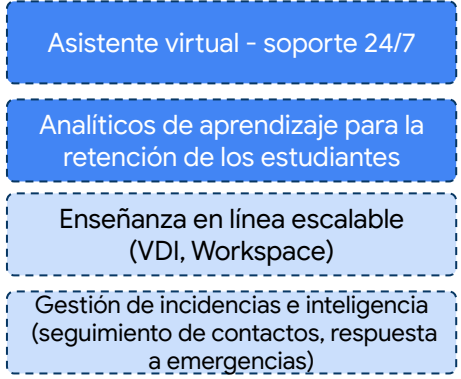 Asistente virtual - soporte 24/7
Analíticos de aprendizaje para la
retención de los estudiantes
Enseñanza en línea escalable
(VDI, Workspace)
Gestión de incidencias e inteligencia
(seguimiento de contactos, respuesta
a emergencias)